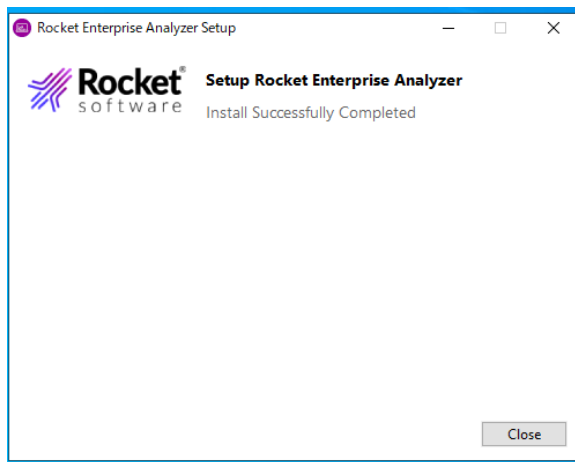 Rocket Enterprise Analyzer Setup
Rocket®
software
Setup Rocket Enterprise Analyzer
Install Successfully Completed
Close